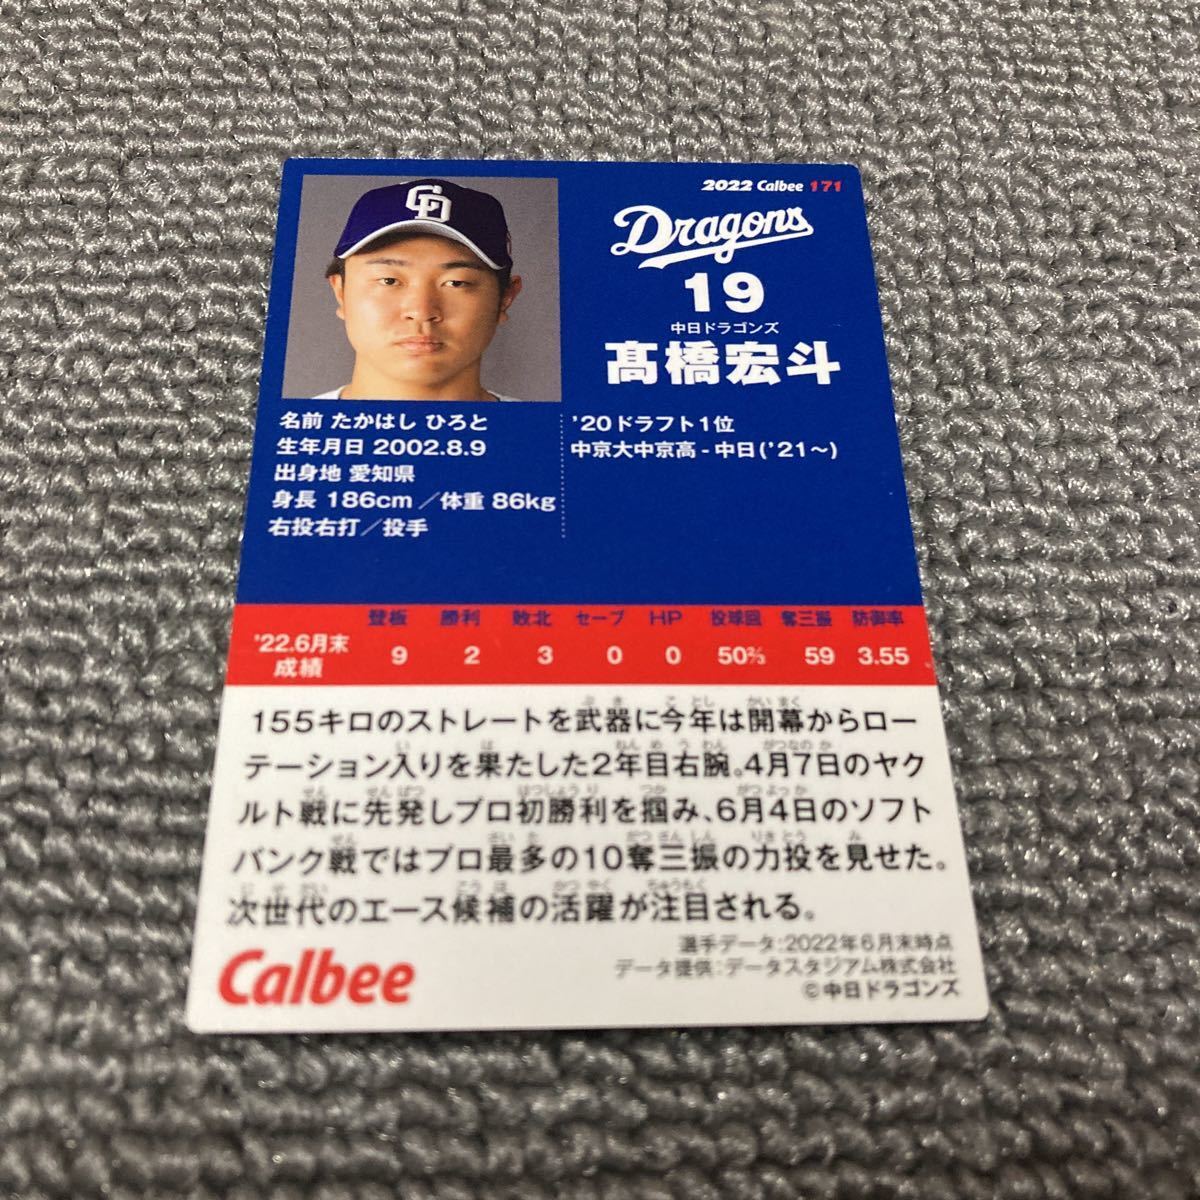 2022 Calbee 171
Dragons
19
中日ドラゴンズ
髙橋宏斗
名前 たかはし ひろと
生年月日 2002.8.9
出身地 愛知県
身長 186cm／体重 86kg
右投右打／投手
'20ドラフト1位
中京大中京高-中日('21～)
登板 勝利 敗北 セーブ HP 投球回 奪三振 防御率
'22.6月末
成績
9 2 3 0 0 50⅔ 59 3.55
155キロのストレートを武器に今年は開幕からロー
テーション入りを果たした2年目右腕。4月7日のヤク
ルト戦に先発しプロ初勝利を掴み、6月4日のソフト
バンク戦ではプロ最多の10奪三振の力投を見せた。
次世代のエース候補の活躍が注目される。
選手データ:2022年6月末時点
データ提供:データスタジアム株式会社
©中日ドラゴンズ
Calbee